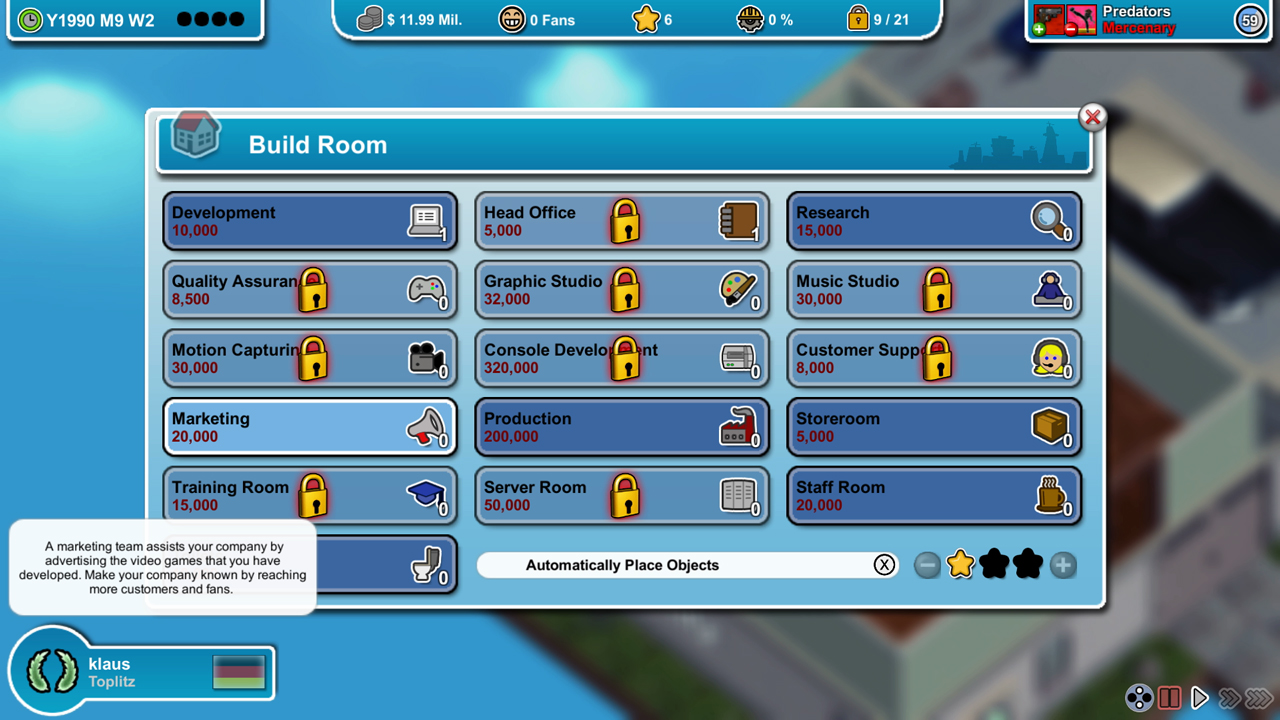 Y1990 M9 W2
$ 11.99 Mil.
0 Fans
6
0 %
9 / 21
Predators
Mercenary
59
Build Room
Development
10,000
1
Head Office
5,000
1
Research
15,000
0
Quality Assuran
8,500
0
Graphic Studio
32,000
0
Music Studio
30,000
0
Motion Capturin
30,000
0
Console Develo
nt
320,000
0
Customer Supp
8,000
0
Marketing
20,000
0
Production
200,000
0
Storeroom
5,000
0
Training Room
15,000
0
Server Room
50,000
0
Staff Room
20,000
0
0
Automatically Place Objects
X
A marketing team assists your company by
advertising the video games that you have
developed. Make your company known by reaching
more customers and fans.
klaus
Toplitz